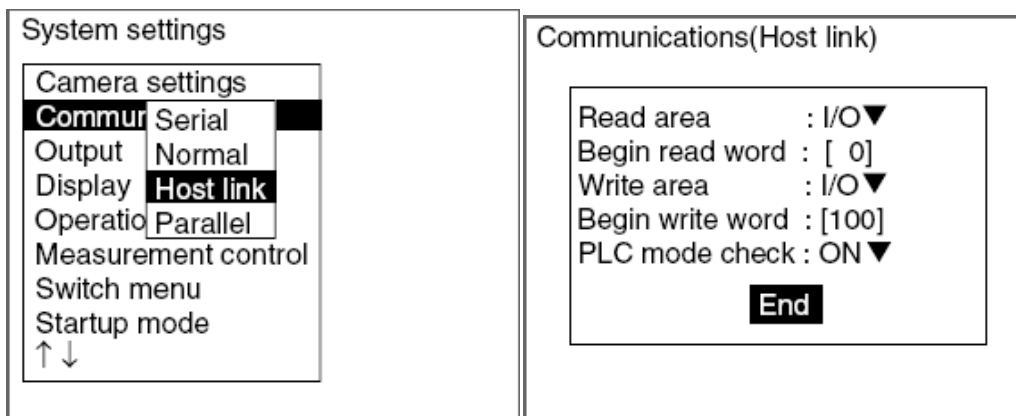 System settings
Camera settings
Commur
Serial
Output
Normal
Display
Host link
Operatio
Parallel
Measurement control
Switch menu
Startup mode
↑ ↓
Communications(Host link)
Read area : I/O▼
Begin read word : [ 0]
Write area : I/O▼
Begin write word : [100]
PLC mode check : ON ▼
End